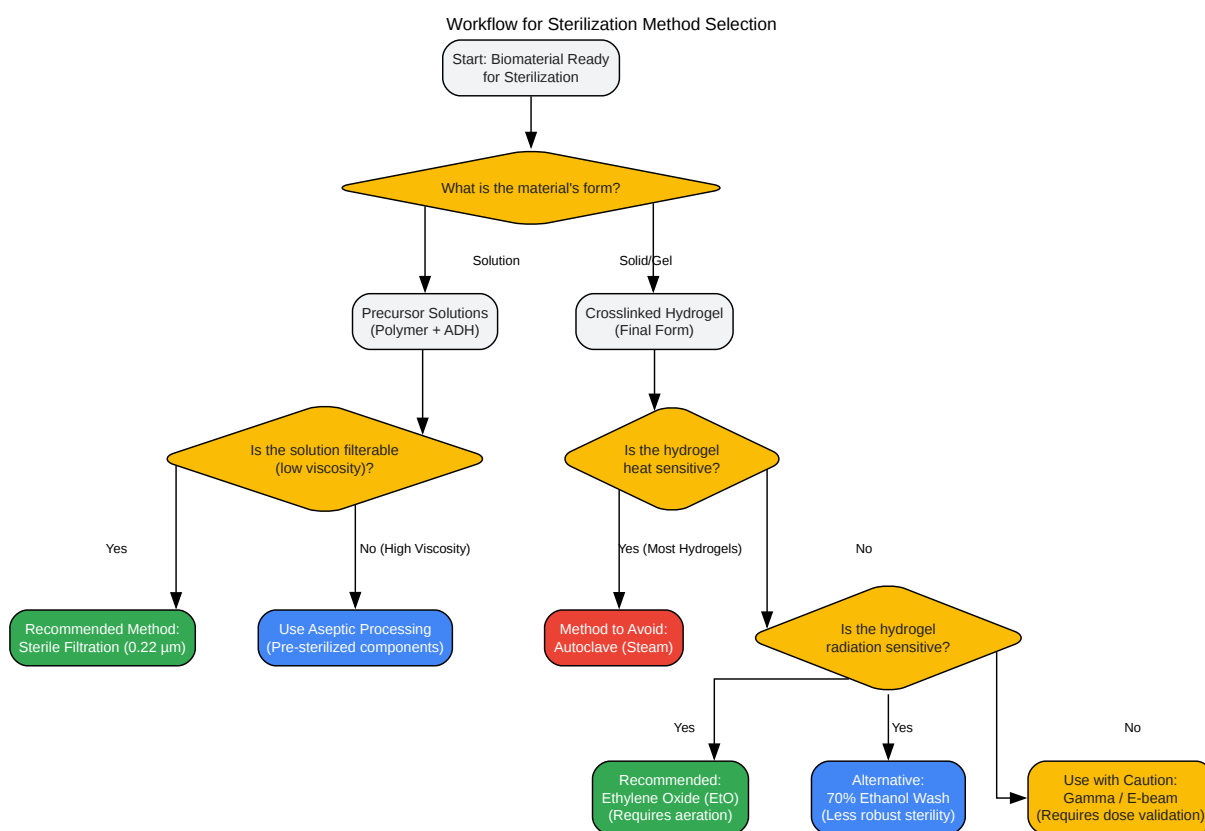 Workflow for Sterilization Method Selection
Start: Biomaterial Ready
for Sterilization
What is the material's form?
Solution
Solid/Gel
Precursor Solutions
(Polymer + ADH)
Crosslinked Hydrogel
(Final Form)
Is the solution filterable
(low viscosity)?
Is the hydrogel
heat sensitive?
Yes
No (High Viscosity)
Yes (Most Hydrogels)
No
Recommended Method:
Sterile Filtration (0.22 µm)
Use Aseptic Processing
(Pre-sterilized components)
Method to Avoid:
Autoclave (Steam)
Is the hydrogel
radiation sensitive?
Yes
Yes
No
Recommended:
Ethylene Oxide (EtO)
(Requires aeration)
Alternative:
70% Ethanol Wash
(Less robust sterility)
Use with Caution:
Gamma / E-beam
(Requires dose validation)